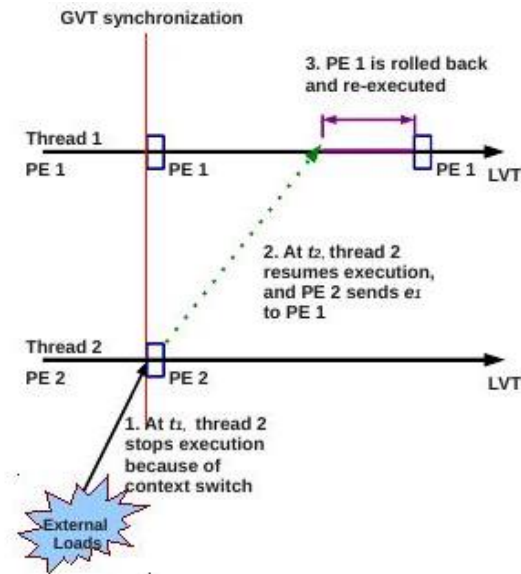 GVT synchronization
3. PE 1 is rolled back
and re-executed
Thread 1
PE 1
PE 1
PE 1
LVT
2. At t2, thread 2
resumes execution,
and PE 2 sends e1
to PE 1
Thread 2
PE 2
PE 2
LVT
1. At t1, thread 2
stops execution
because of
context switch
External
Loads